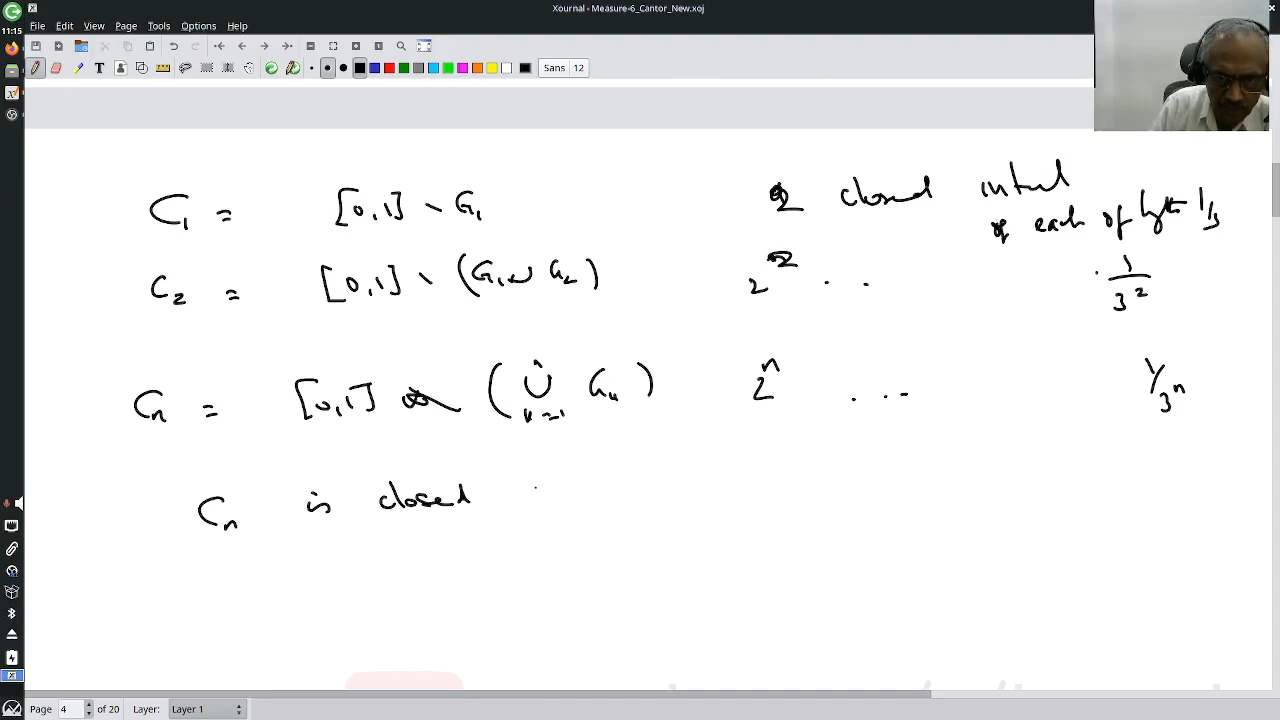 11:15
Xournal - Measure-6_Cantor_New.xoj
File Edit View Page Tools Options Help
Sans 12
C₁ = [0,1] \ G₁ 2 closed interval
of each of length 1/3
C₂ = [0,1] \ (G₁ ∪ G₂) 2² . . 1/3²
Cₙ = [0,1] \ (⋃ₖ₌₁ⁿ Gₖ) 2ⁿ . . . 1/3ⁿ
Cₙ is closed
Page 4 of 20 Layer: Layer 1